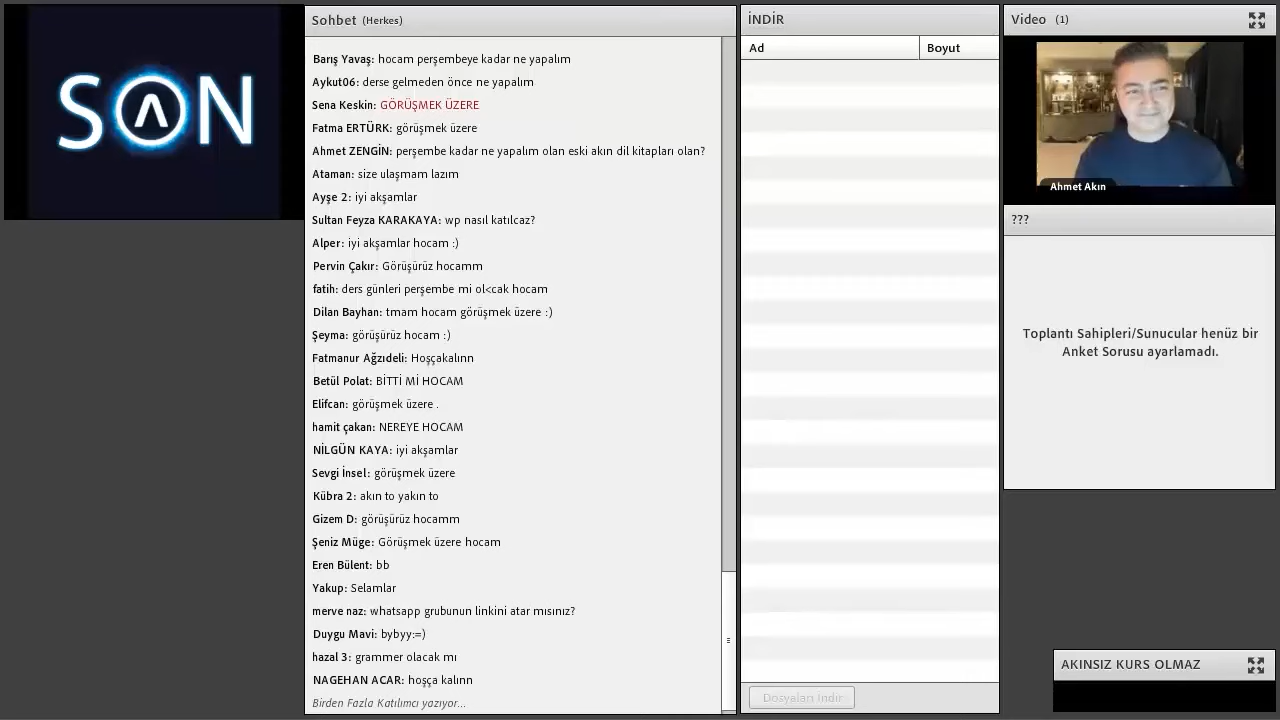 SON
Sohbet (Herkes)
Barış Yavaş: hocam perşembeye kadar ne yapalım
Aykut06: derse gelmeden önce ne yapalım
Sena Keskin: GÖRÜŞMEK ÜZERE
Fatma ERTÜRK: görüşmek üzere
Ahmet ZENGİN: perşembe kadar ne yapalım olan eski akın dil kitapları olan?
Ataman: size ulaşmam lazım
Ayşe 2: iyi akşamlar
Sultan Feyza KARAKAYA: wp nasıl katılcaz?
Alper: iyi akşamlar hocam :)
Pervin Çakır: Görüşürüz hocamm
fatih: ders günleri perşembe mi ol<cak hocam
Dilan Bayhan: tmam hocam görüşmek üzere :)
Şeyma: görüşürüz hocam :)
Fatmanur Ağzıdeli: Hoşçakalınn
Betül Polat: BİTTİ Mİ HOCAM
Elifcan: görüşmek üzere .
hamit çakan: NEREYE HOCAM
NİLGÜN KAYA: iyi akşamlar
Sevgi İnsel: görüşmek üzere
Kübra 2: akın to yakın to
Gizem D: görüşürüz hocamm
Şeniz Müge: Görüşmek üzere hocam
Eren Bülent: bb
Yakup: Selamlar
merve naz: whatsapp grubunun linkini atar mısınız?
Duygu Mavi: bybyy:=)
hazal 3: grammer olacak mı
NAGEHAN ACAR: hoşça kalınn
Birden Fazla Katılımcı yazıyor...
İNDİR
Ad Boyut
Dosyaları İndir
Video (1)
Ahmet Akın
???
Toplantı Sahipleri/Sunucular henüz bir
Anket Sorusu ayarlamadı.
AKINSIZ KURS OLMAZ